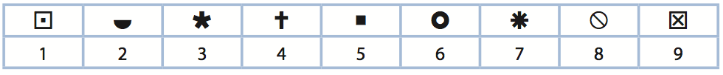 ⊡ ◒ ★ ✝ ■ ⭘ ✷ ⦸ ☒
1 2 3 4 5 6 7 8 9